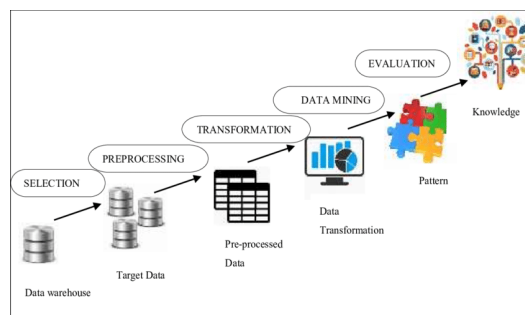 EVALUATION
Knowledge
DATA MINING
Pattern
TRANSFORMATION
Data
Transformation
PREPROCESSING
Pre-processed
Data
SELECTION
Target Data
Data warehouse